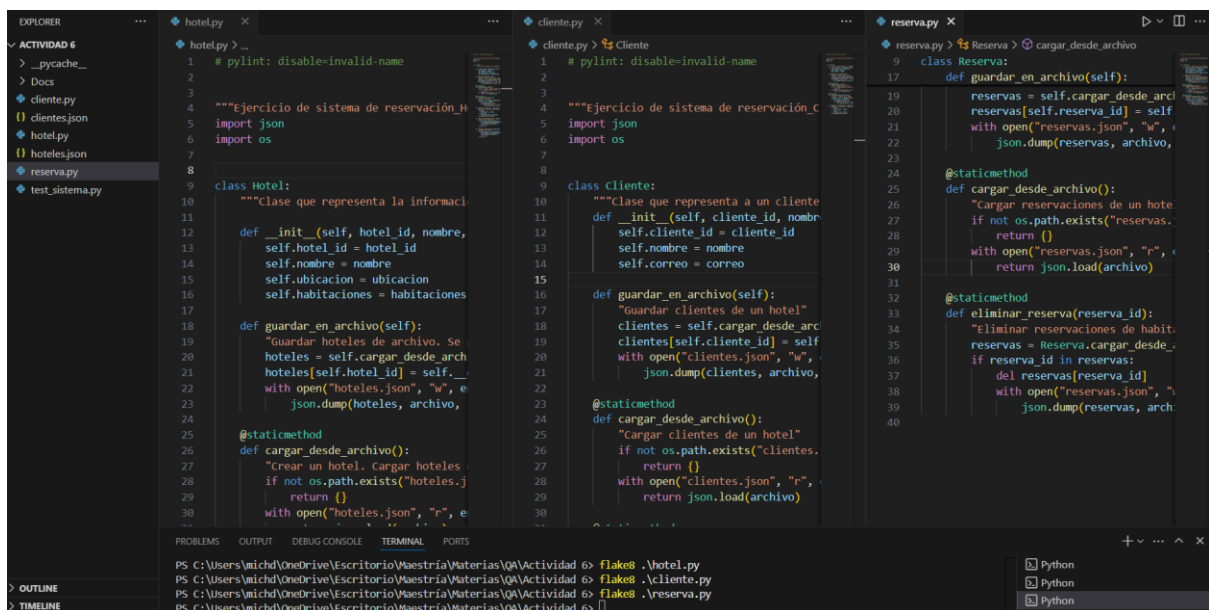 EXPLORER
ACTIVIDAD 6
__pycache__
Docs
cliente.py
clientes.json
hotel.py
hoteles.json
reserva.py
test_sistema.py
OUTLINE
TIMELINE
hotel.py
hotel.py > ...
1 # pylint: disable=invalid-name
2
3
4 """Ejercicio de sistema de reservación_H
5 import json
6 import os
7
8
9 class Hotel:
10 """Clase que representa la informaci
11
12 def __init__(self, hotel_id, nombre,
13 self.hotel_id = hotel_id
14 self.nombre = nombre
15 self.ubicacion = ubicacion
16 self.habitaciones = habitaciones
17
18 def guardar_en_archivo(self):
19 "Guardar hoteles de archivo. Se
20 hoteles = self.cargar_desde_arch
21 hoteles[self.hotel_id] = self.__
22 with open("hoteles.json", "w", e
23 json.dump(hoteles, archivo,
24
25 @staticmethod
26 def cargar_desde_archivo():
27 "Crear un hotel. Cargar hoteles
28 if not os.path.exists("hoteles.j
29 return {}
30 with open("hoteles.json", "r", e
cliente.py
cliente.py > Cliente
1 # pylint: disable=invalid-name
2
3
4 """Ejercicio de sistema de reservación_C
5 import json
6 import os
7
8
9 class Cliente:
10 """Clase que representa a un cliente
11 def __init__(self, cliente_id, nombr
12 self.cliente_id = cliente_id
13 self.nombre = nombre
14 self.correo = correo
15
16 def guardar_en_archivo(self):
17 "Guardar clientes de un hotel"
18 clientes = self.cargar_desde_arc
19 clientes[self.cliente_id] = self
20 with open("clientes.json", "w",
21 json.dump(clientes, archivo,
22
23 @staticmethod
24 def cargar_desde_archivo():
25 "Cargar clientes de un hotel"
26 if not os.path.exists("clientes.
27 return {}
28 with open("clientes.json", "r",
29 return json.load(archivo)
30
reserva.py
reserva.py > Reserva > cargar_desde_archivo
9 class Reserva:
17 def guardar_en_archivo(self):
19 reservas = self.cargar_desde_arc
20 reservas[self.reserva_id] = self
21 with open("reservas.json", "w",
22 json.dump(reservas, archivo,
23
24 @staticmethod
25 def cargar_desde_archivo():
26 "Cargar reservaciones de un hote
27 if not os.path.exists("reservas.
28 return {}
29 with open("reservas.json", "r",
30 return json.load(archivo)
31
32 @staticmethod
33 def eliminar_reserva(reserva_id):
34 "Eliminar reservaciones de habit
35 reservas = Reserva.cargar_desde_
36 if reserva_id in reservas:
37 del reservas[reserva_id]
38 with open("reservas.json",
39 json.dump(reservas, arch
40
PROBLEMS OUTPUT DEBUG CONSOLE TERMINAL PORTS
PS C:\Users\michd\OneDrive\Escritorio\Maestría\Materias\QA\Actividad 6> flake8 .\hotel.py
PS C:\Users\michd\OneDrive\Escritorio\Maestría\Materias\QA\Actividad 6> flake8 .\cliente.py
PS C:\Users\michd\OneDrive\Escritorio\Maestría\Materias\QA\Actividad 6> flake8 .\reserva.py
PS C:\Users\michd\OneDrive\Escritorio\Maestría\Materias\QA\Actividad 6>
Python
Python
Python